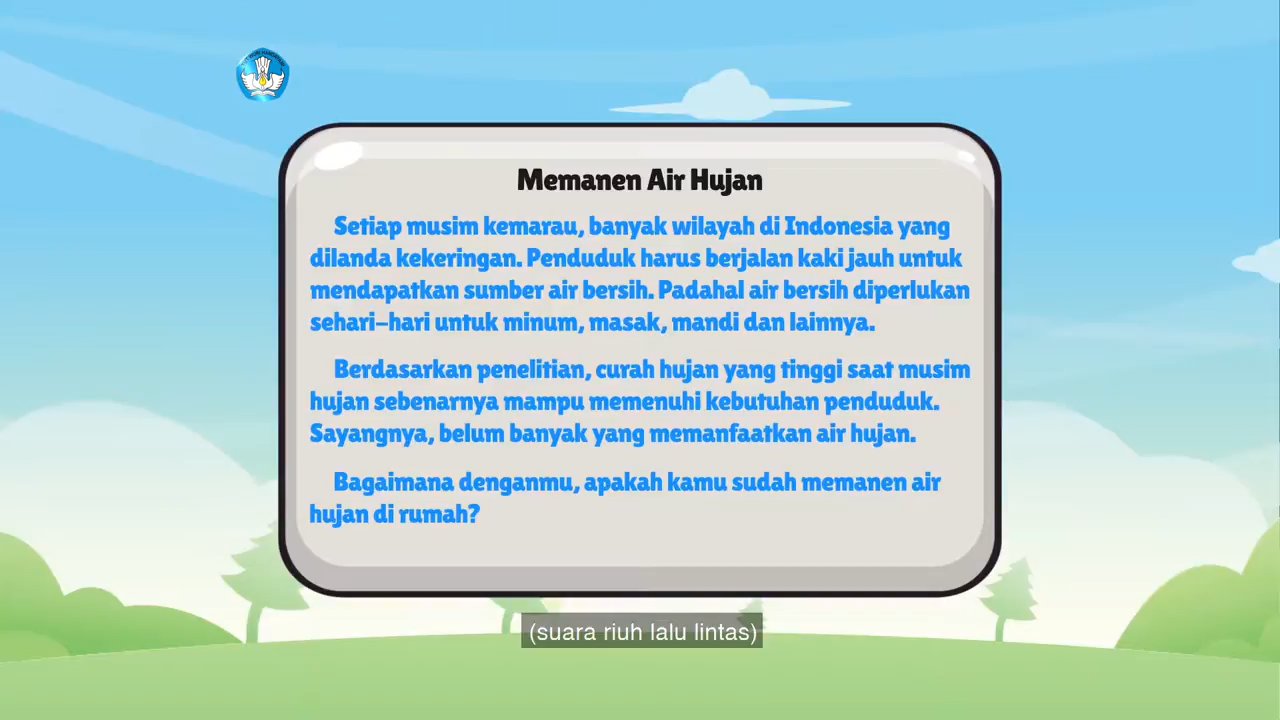 Memanen Air Hujan
Setiap musim kemarau, banyak wilayah di Indonesia yang
dilanda kekeringan. Penduduk harus berjalan kaki jauh untuk
mendapatkan sumber air bersih. Padahal air bersih diperlukan
sehari-hari untuk minum, masak, mandi dan lainnya.
Berdasarkan penelitian, curah hujan yang tinggi saat musim
hujan sebenarnya mampu memenuhi kebutuhan penduduk.
Sayangnya, belum banyak yang memanfaatkan air hujan.
Bagaimana denganmu, apakah kamu sudah memanen air
hujan di rumah?
(suara riuh lalu lintas)